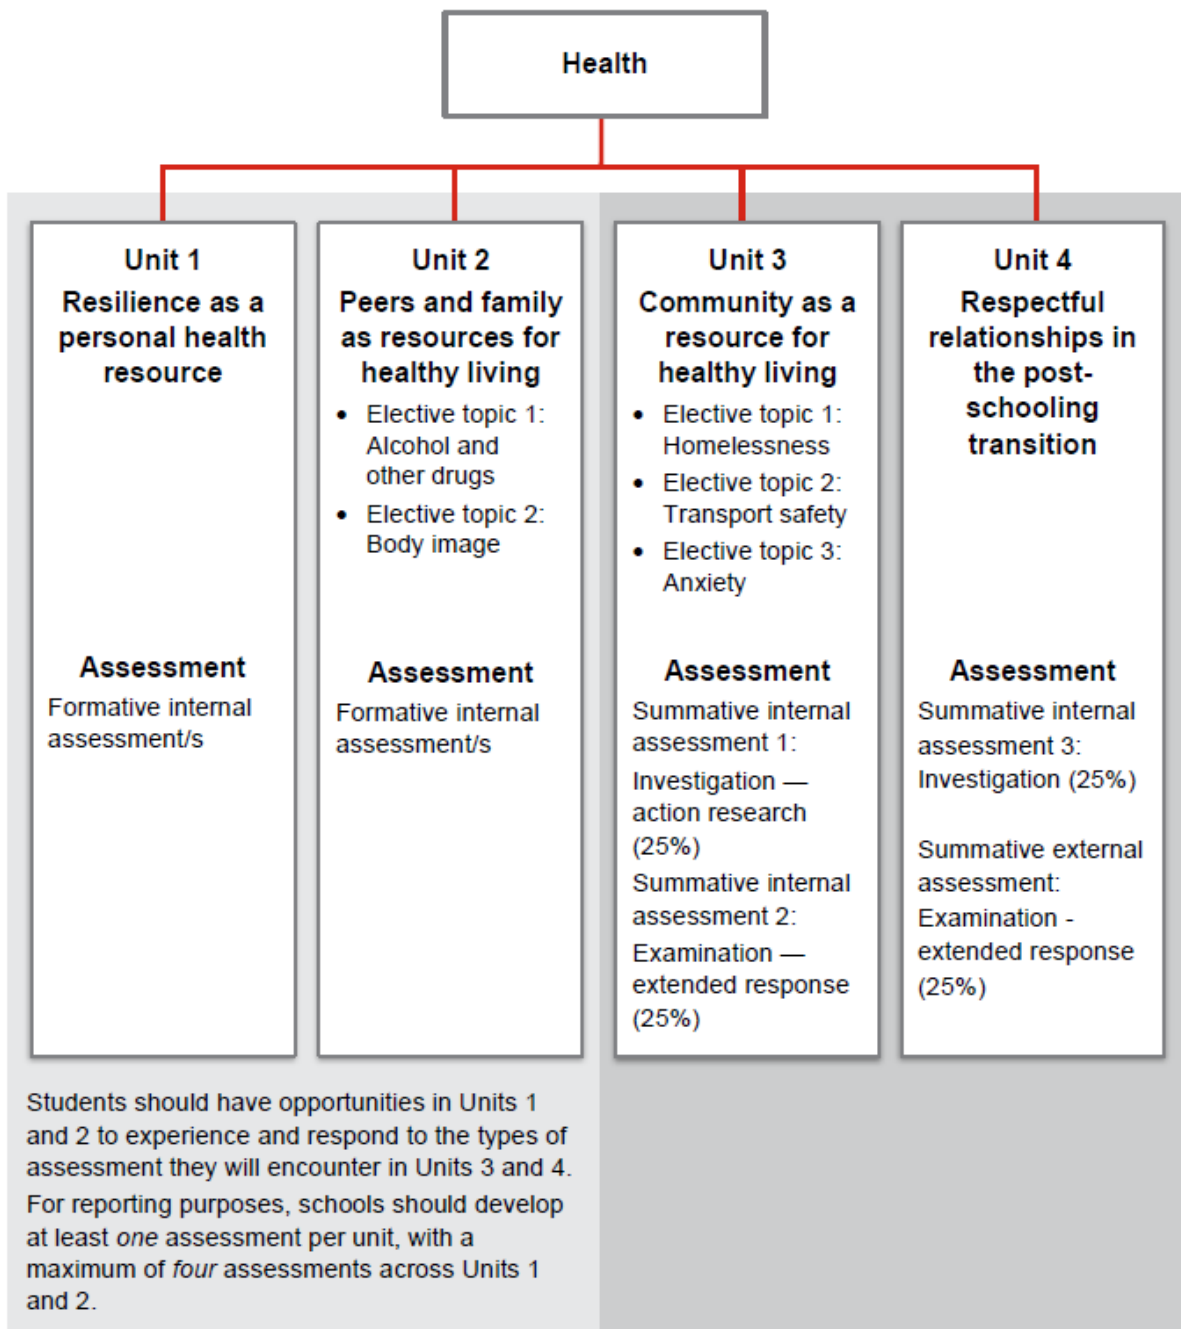 Health
Unit 1
Resilience as a
personal health
resource
Assessment
Formative internal
assessment/s
Unit 2
Peers and family
as resources for
healthy living
• Elective topic 1:
Alcohol and
other drugs
• Elective topic 2:
Body image
Assessment
Formative internal
assessment/s
Unit 3
Community as a
resource for
healthy living
• Elective topic 1:
Homelessness
• Elective topic 2:
Transport safety
• Elective topic 3:
Anxiety
Assessment
Summative internal
assessment 1:
Investigation —
action research
(25%)
Summative internal
assessment 2:
Examination —
extended response
(25%)
Unit 4
Respectful
relationships in
the post-
schooling
transition
Assessment
Summative internal
assessment 3:
Investigation (25%)
Summative external
assessment:
Examination -
extended response
(25%)
Students should have opportunities in Units 1
and 2 to experience and respond to the types of
assessment they will encounter in Units 3 and 4.
For reporting purposes, schools should develop
at least one assessment per unit, with a
maximum of four assessments across Units 1
and 2.